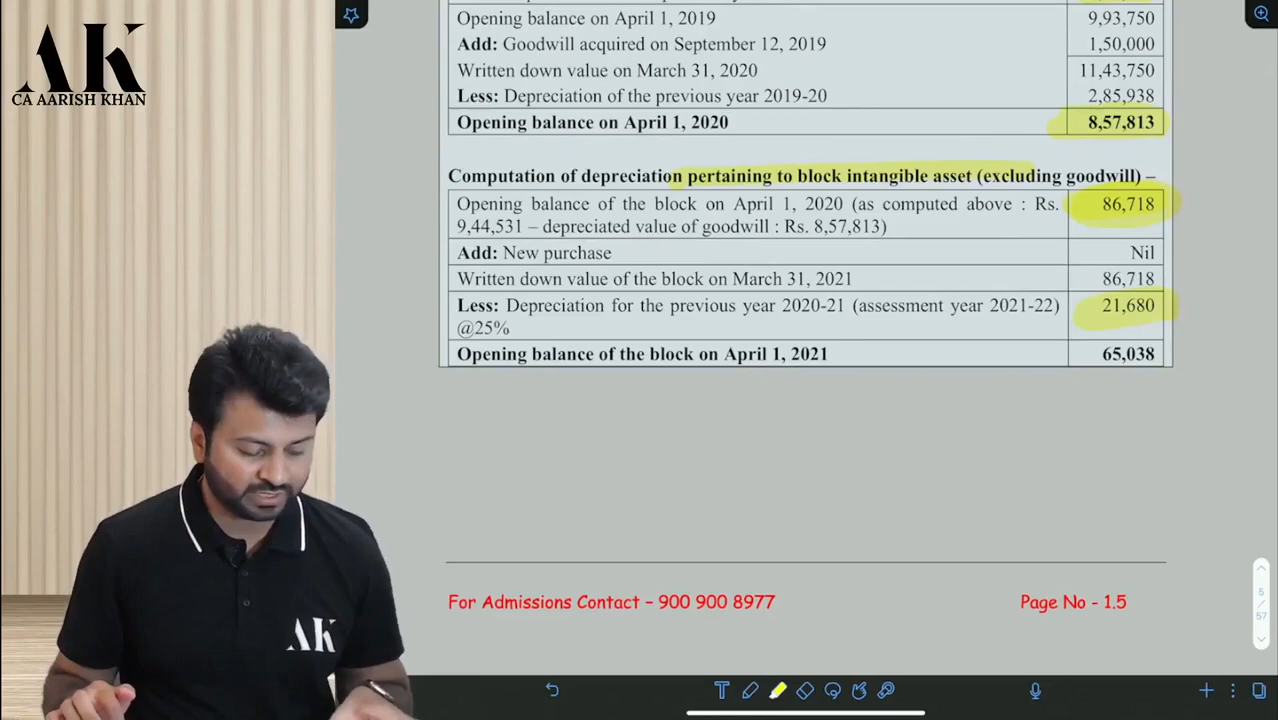 AK
CA AARISH KHAN
Opening balance on April 1, 2019 9,93,750
Add: Goodwill acquired on September 12, 2019 1,50,000
Written down value on March 31, 2020 11,43,750
Less: Depreciation of the previous year 2019-20 2,85,938
Opening balance on April 1, 2020 8,57,813
Computation of depreciation pertaining to block intangible asset (excluding goodwill) –
Opening balance of the block on April 1, 2020 (as computed above : Rs. 86,718
9,44,531 – depreciated value of goodwill : Rs. 8,57,813)
Add: New purchase Nil
Written down value of the block on March 31, 2021 86,718
Less: Depreciation for the previous year 2020-21 (assessment year 2021-22) 21,680
@25%
Opening balance of the block on April 1, 2021 65,038
AK
For Admissions Contact – 900 900 8977 Page No - 1.5
5
/
57
T